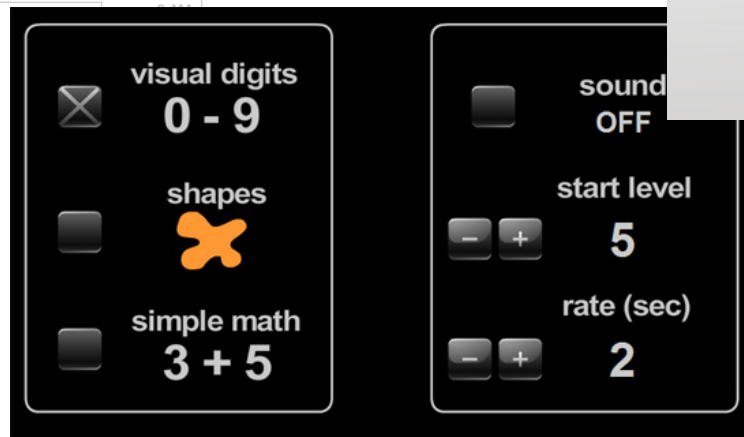 visual digits
0 - 9
shapes
simple math
3 + 5
sound
OFF
start level
- +
5
rate (sec)
- +
2